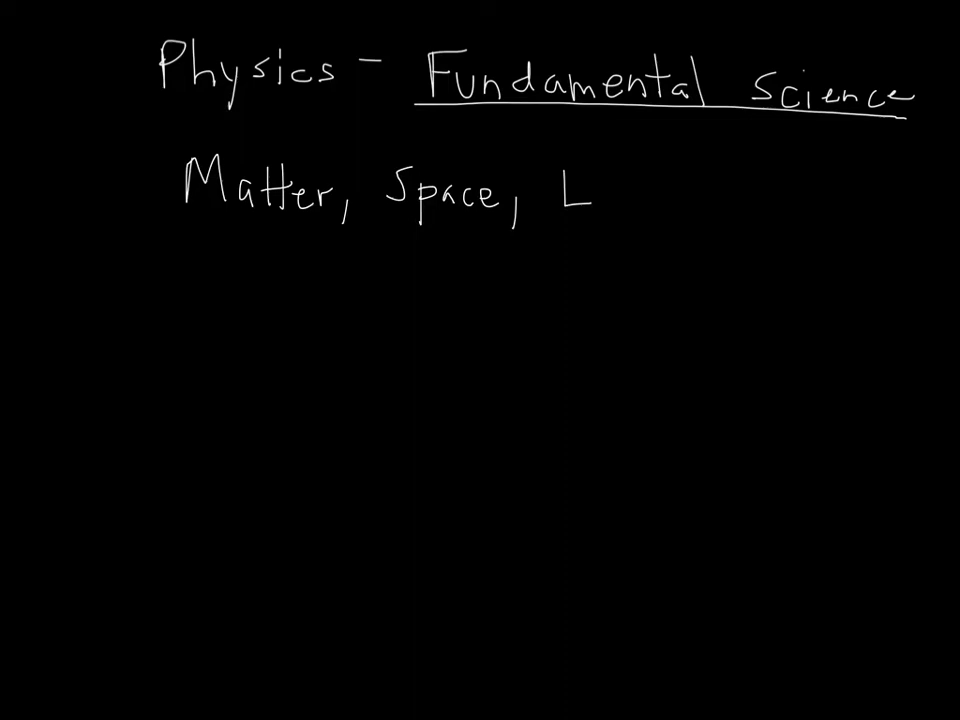 Physics - Fundamental Science
Matter, Space, L